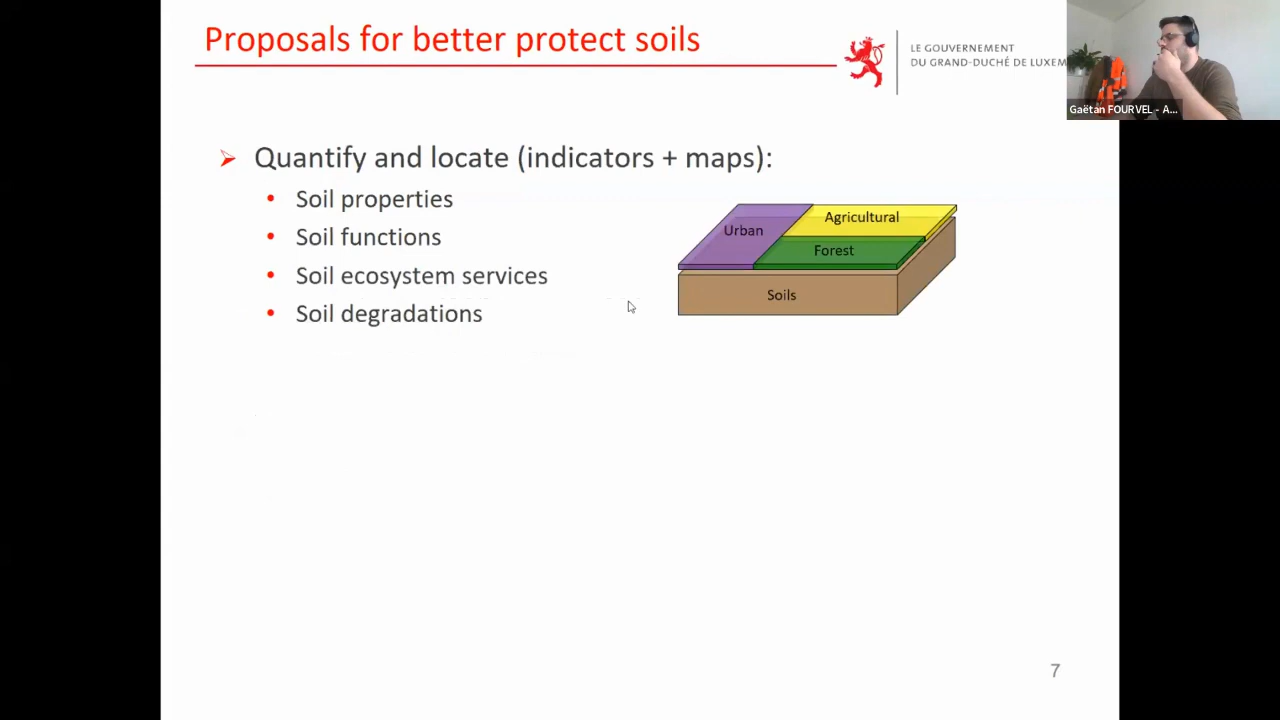 Proposals for better protect soils
LE GOUVERNEMENT
DU GRAND-DUCHÉ DE LUXEM
Gaëtan FOURVEL - A...
➢ Quantify and locate (indicators + maps):
• Soil properties
• Soil functions
• Soil ecosystem services
• Soil degradations
Urban
Agricultural
Forest
Soils
7